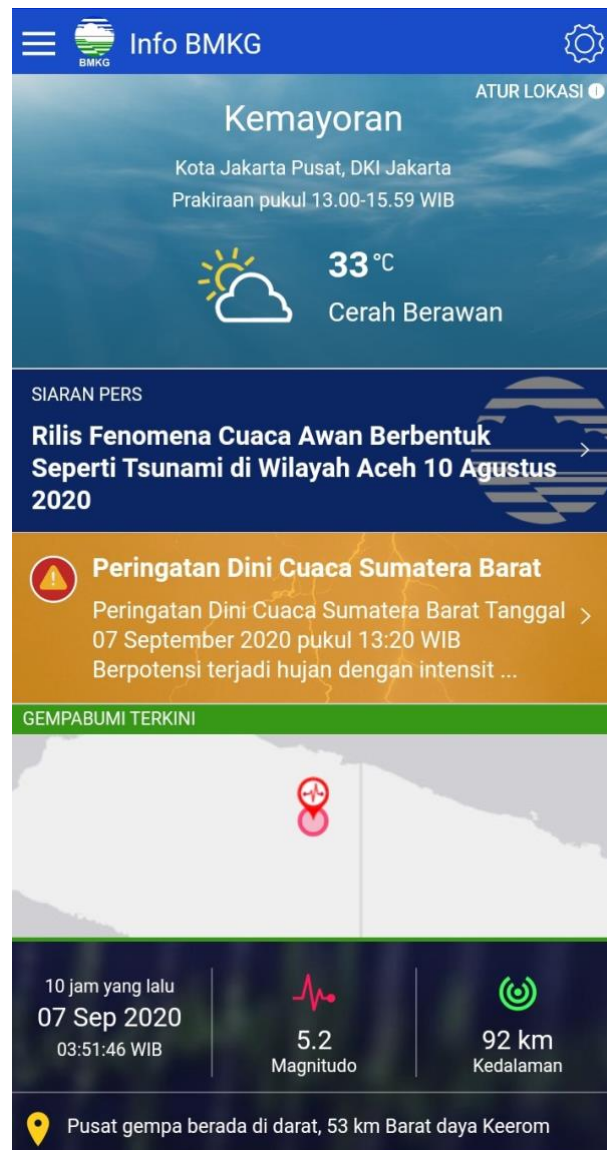 BMKG
Info BMKG
ATUR LOKASI
Kemayoran
Kota Jakarta Pusat, DKI Jakarta
Prakiraan pukul 13.00-15.59 WIB
33°C
Cerah Berawan
SIARAN PERS
Rilis Fenomena Cuaca Awan Berbentuk
Seperti Tsunami di Wilayah Aceh 10 Agustus
2020
Peringatan Dini Cuaca Sumatera Barat
Peringatan Dini Cuaca Sumatera Barat Tanggal
07 September 2020 pukul 13:20 WIB
Berpotensi terjadi hujan dengan intensit ...
GEMPABUMI TERKINI
10 jam yang lalu
07 Sep 2020
03:51:46 WIB
5.2
Magnitudo
92 km
Kedalaman
Pusat gempa berada di darat, 53 km Barat daya Keerom